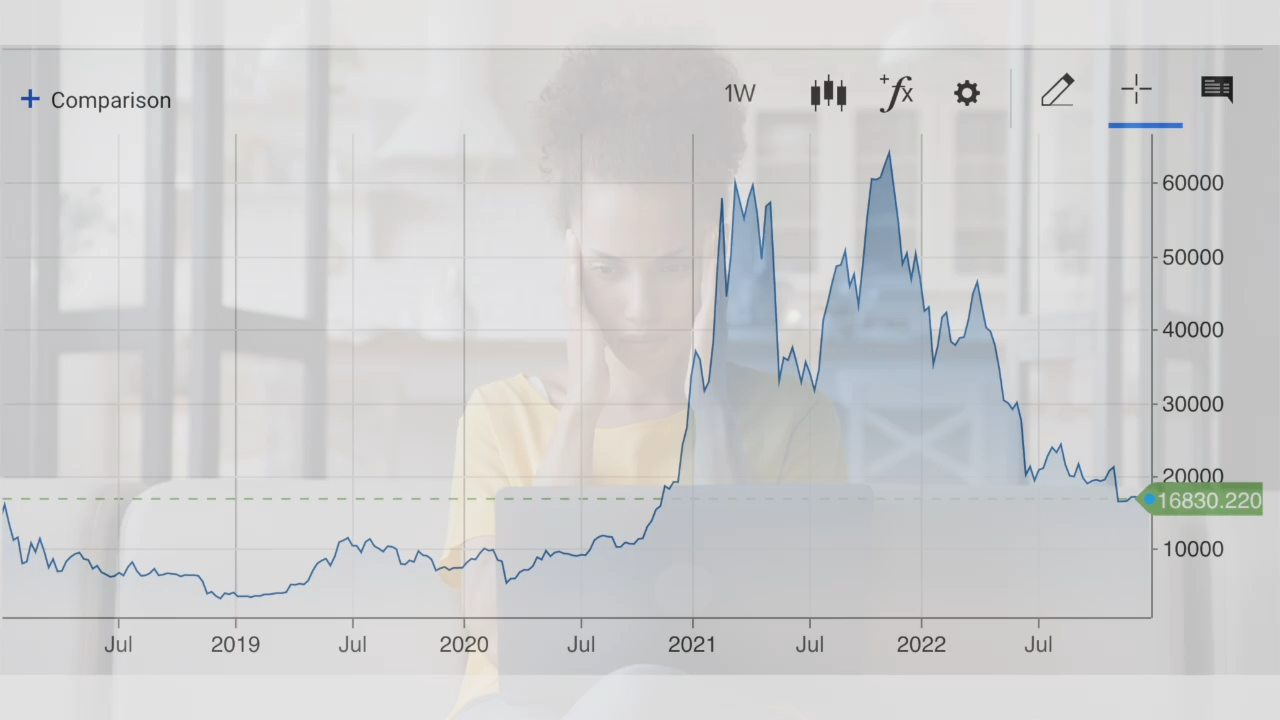 + Comparison
1W
+fx
60000
50000
40000
30000
20000
16830.220
10000
Jul 2019 Jul 2020 Jul 2021 Jul 2022 Jul